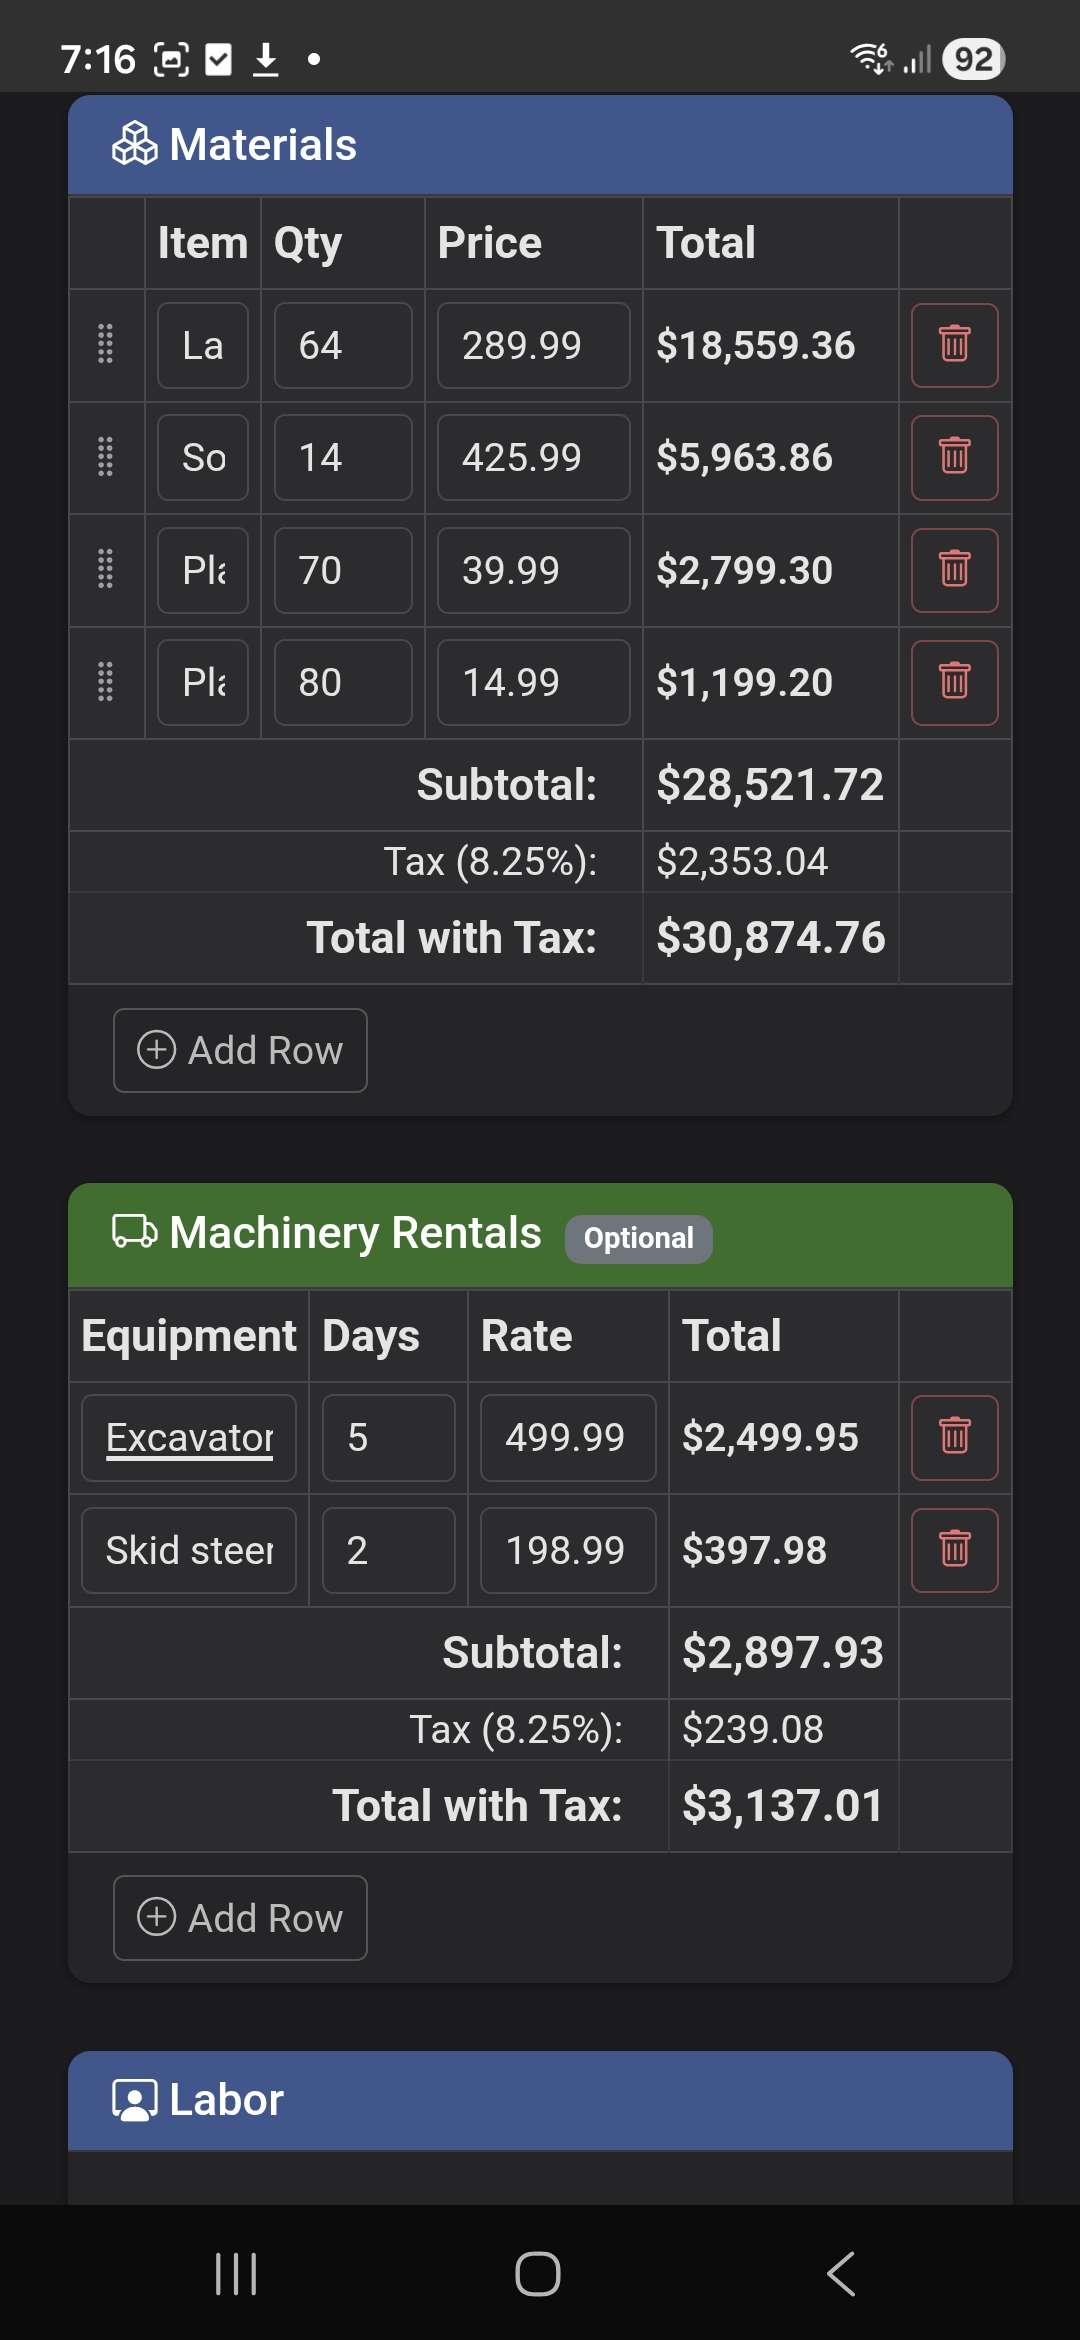 7:16 6 92
Materials
Item Qty Price Total
La 64 289.99 $18,559.36
So 14 425.99 $5,963.86
Pla 70 39.99 $2,799.30
Pla 80 14.99 $1,199.20
Subtotal: $28,521.72
Tax (8.25%): $2,353.04
Total with Tax: $30,874.76
Add Row
Machinery Rentals Optional
Equipment Days Rate Total
Excavator 5 499.99 $2,499.95
Skid steer 2 198.99 $397.98
Subtotal: $2,897.93
Tax (8.25%): $239.08
Total with Tax: $3,137.01
Add Row
Labor